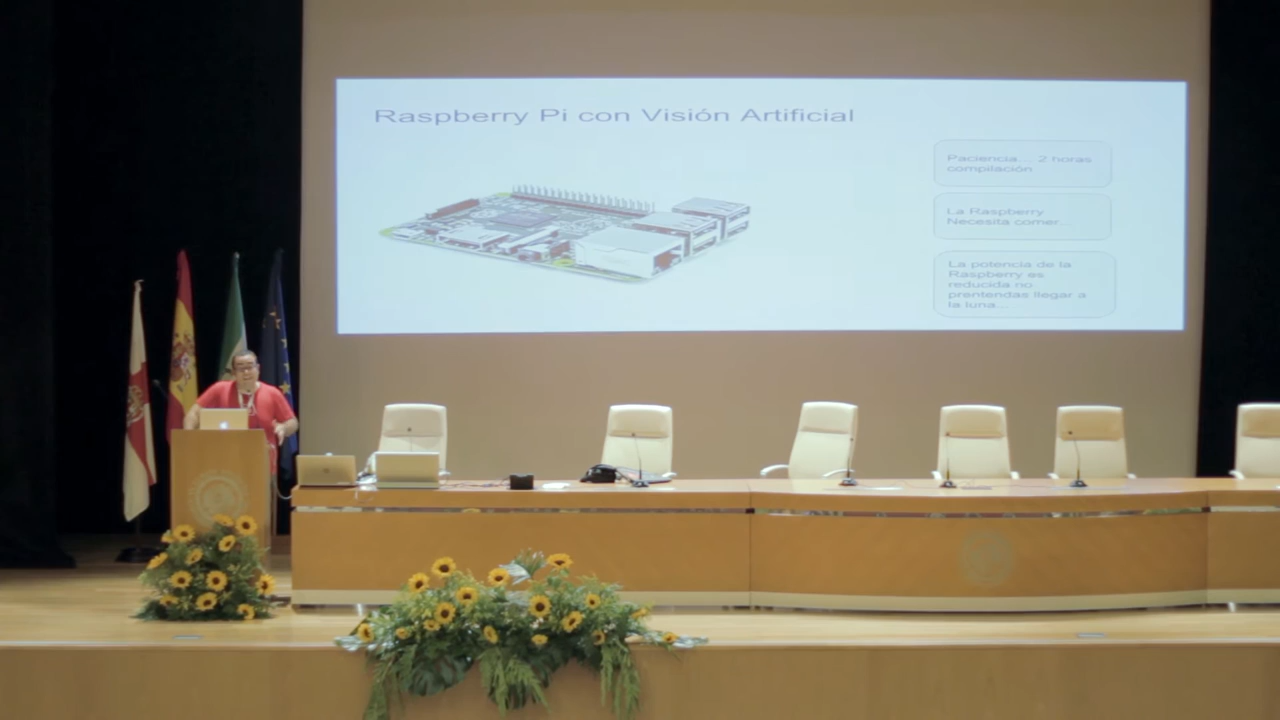 Raspberry Pi con Visión Artificial
Paciencia... 2 horas
compilación
La Raspberry
Necesita comer...
La potencia de la
Raspberry es
reducida no
prentendas llegar a
la luna...